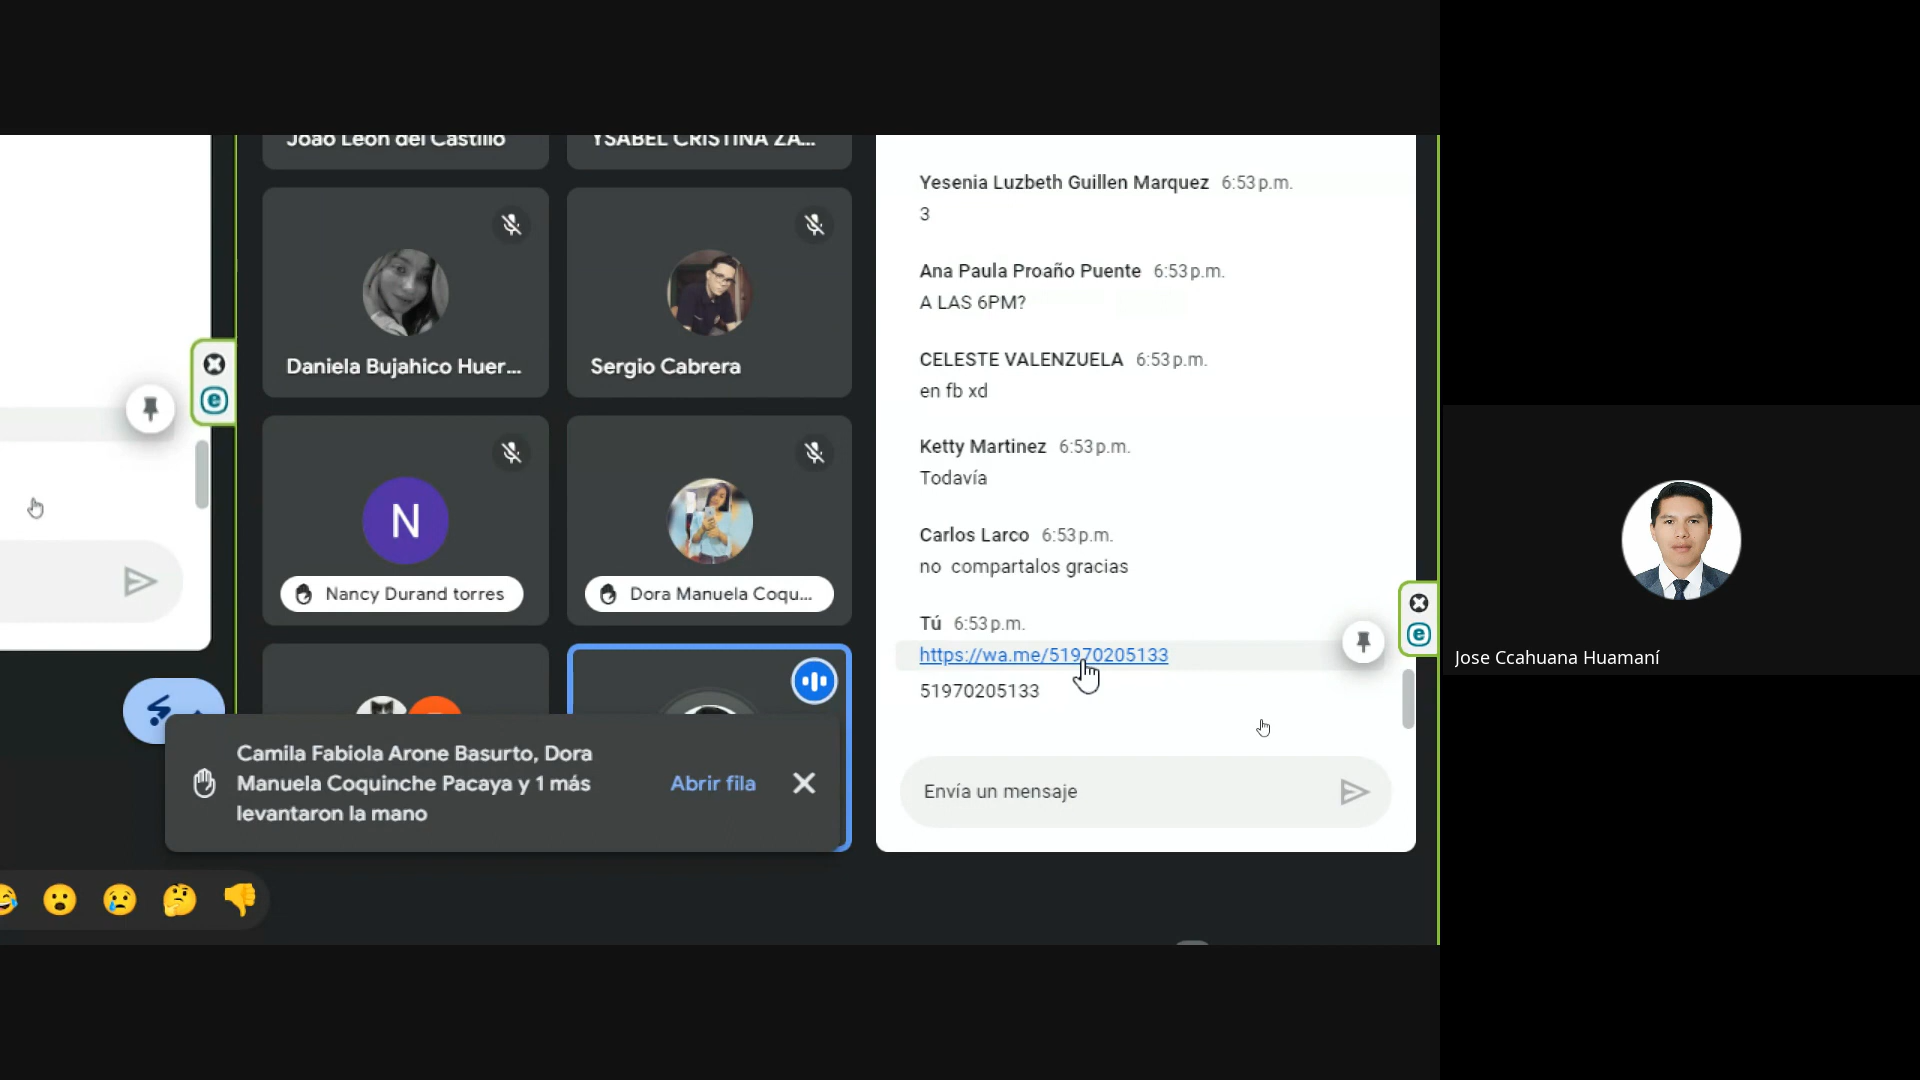 Joao Leon del Castillo
YSABEL CRISTINA ZA...
Daniela Bujahico Huer...
Sergio Cabrera
N
Nancy Durand torres
Dora Manuela Coqu...
Camila Fabiola Arone Basurto, Dora
Manuela Coquinche Pacaya y 1 más
levantaron la mano
Abrir fila
Yesenia Luzbeth Guillen Marquez 6:53 p.m.
3
Ana Paula Proaño Puente 6:53 p.m.
A LAS 6PM?
CELESTE VALENZUELA 6:53 p.m.
en fb xd
Ketty Martinez 6:53 p.m.
Todavía
Carlos Larco 6:53 p.m.
no compartalos gracias
Tú 6:53 p.m.
https://wa.me/51970205133
51970205133
Envía un mensaje
Jose Ccahuana Huamaní